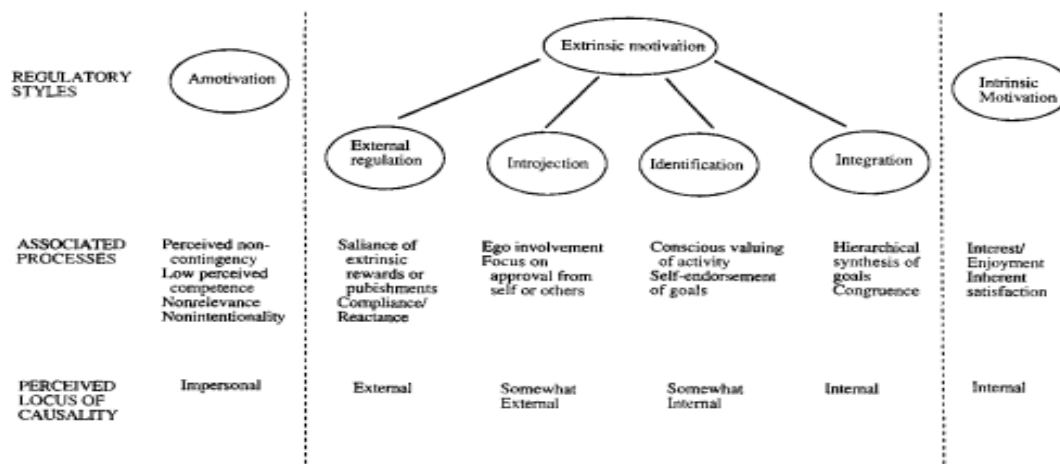 Extrinsic motivation
REGULATORY
STYLES
Amotivation
Intrinsic
Motivation
External
regulation
Introjection
Identification
Integration
ASSOCIATED
PROCESSES
Perceived non-
contingency
Low perceived
competence
Nonrelevance
Nonintentionality
Saliance of
extrinsic
rewards or
pubishments
Compliance/
Reactance
Ego involvement
Focus on
approval from
self or others
Conscious valuing
of activity
Self-endorsement
of goals
Hierarchical
synthesis of
goals
Congruence
Interest/
Enjoyment
Inherent
satisfaction
PERCEIVED
LOCUS OF
CAUSALITY
Impersonal
External
Somewhat
External
Somewhat
Internal
Internal
Internal